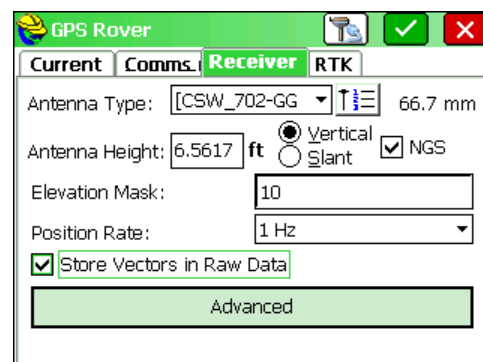 GPS Rover
Current Comms Receiver RTK
Antenna Type: [CSW_702-GG 66.7 mm
Antenna Height: 6.5617 ft Vertical Slant NGS
Elevation Mask: 10
Position Rate: 1 Hz
Store Vectors in Raw Data
Advanced